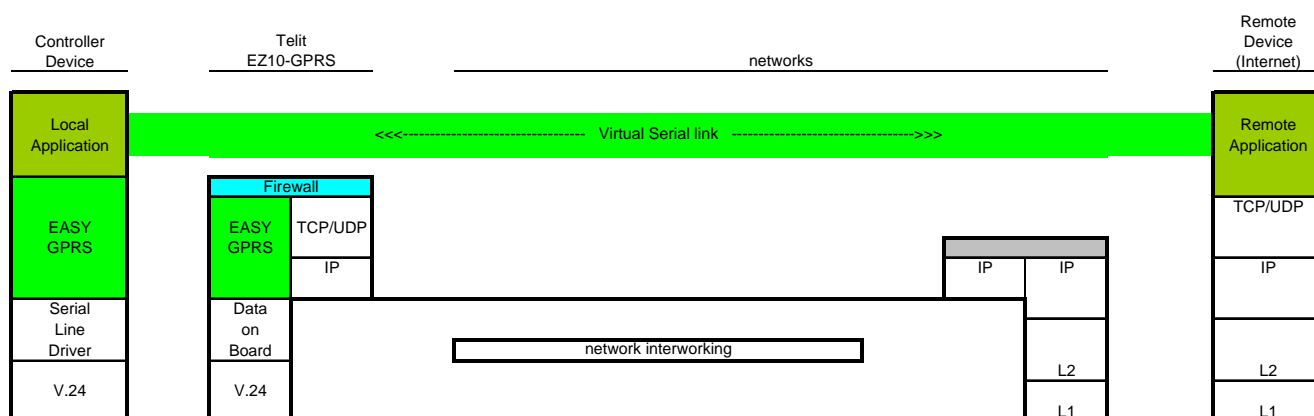 Controller
Device
Telit
EZ10-GPRS
networks
Remote
Device
(Internet)
Local
Application
<<<---------------------------------- Virtual Serial link ---------------------------------->>>
Remote
Application
Firewall
EASY
GPRS
EASY
GPRS
TCP/UDP
IP
TCP/UDP
IP
IP
IP
Serial
Line
Driver
Data
on
Board
network interworking
L2
L2
V.24
V.24
L1
L1